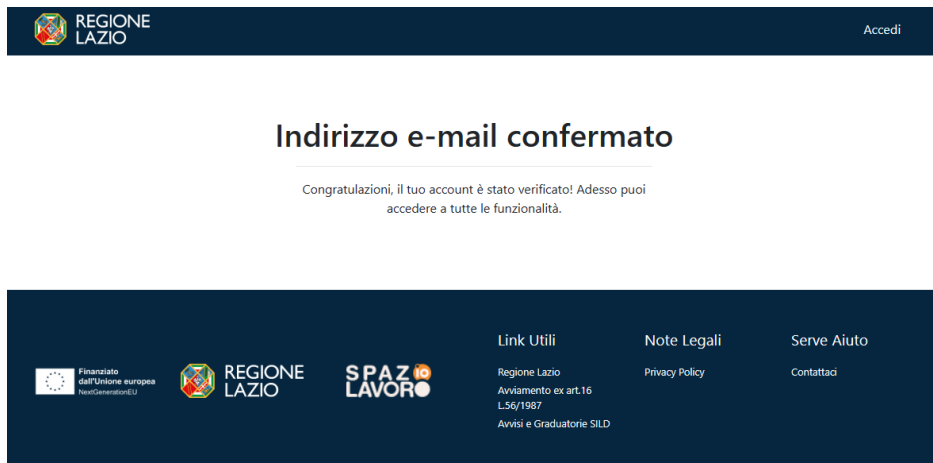 REGIONE
LAZIO
Accedi
Indirizzo e-mail confermato
Congratulazioni, il tuo account è stato verificato! Adesso puoi
accedere a tutte le funzionalità.
Finanziato
dall'Unione europea
NextGenerationEU
REGIONE
LAZIO
SPAZIO
LAVORO
Link Utili
Regione Lazio
Avviamento ex art.16
L.56/1987
Avvisi e Graduatorie SILD
Note Legali
Privacy Policy
Serve Aiuto
Contattaci